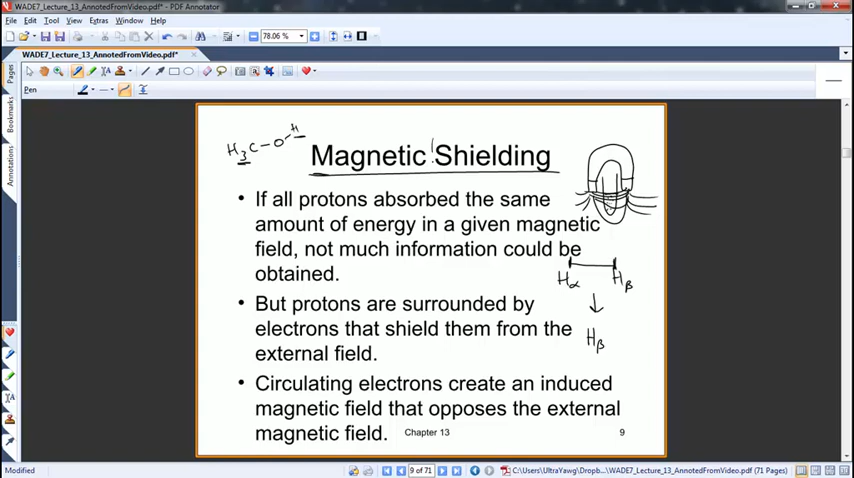 WADE7_Lecture_13_AnnotatedFromVideo.pdf* - PDF Annotator
File Edit Tool View Extras Window Help
78.06 %
WADE7_Lecture_13_AnnotatedFromVideo.pdf*
Pen
Pages
Bookmarks
Annotations
H₃C-O-H
Magnetic Shielding
• If all protons absorbed the same
amount of energy in a given magnetic
field, not much information could be
obtained.
Hα Hβ
Hβ
• But protons are surrounded by
electrons that shield them from the
external field.
• Circulating electrons create an induced
magnetic field that opposes the external
magnetic field.
Chapter 13
9
Modified
9 of 71
C:\Users\UltraYawg\Dropb...\WADE7_Lecture_13_AnnotatedFromVideo.pdf (71 Pages)